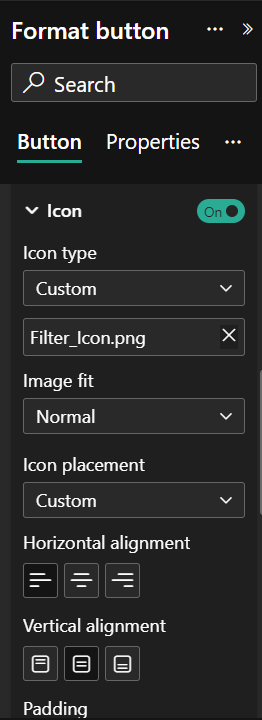 Format button
Search
Button Properties
Icon On
Icon type
Custom
Filter_Icon.png
Image fit
Normal
Icon placement
Custom
Horizontal alignment
Vertical alignment
Padding